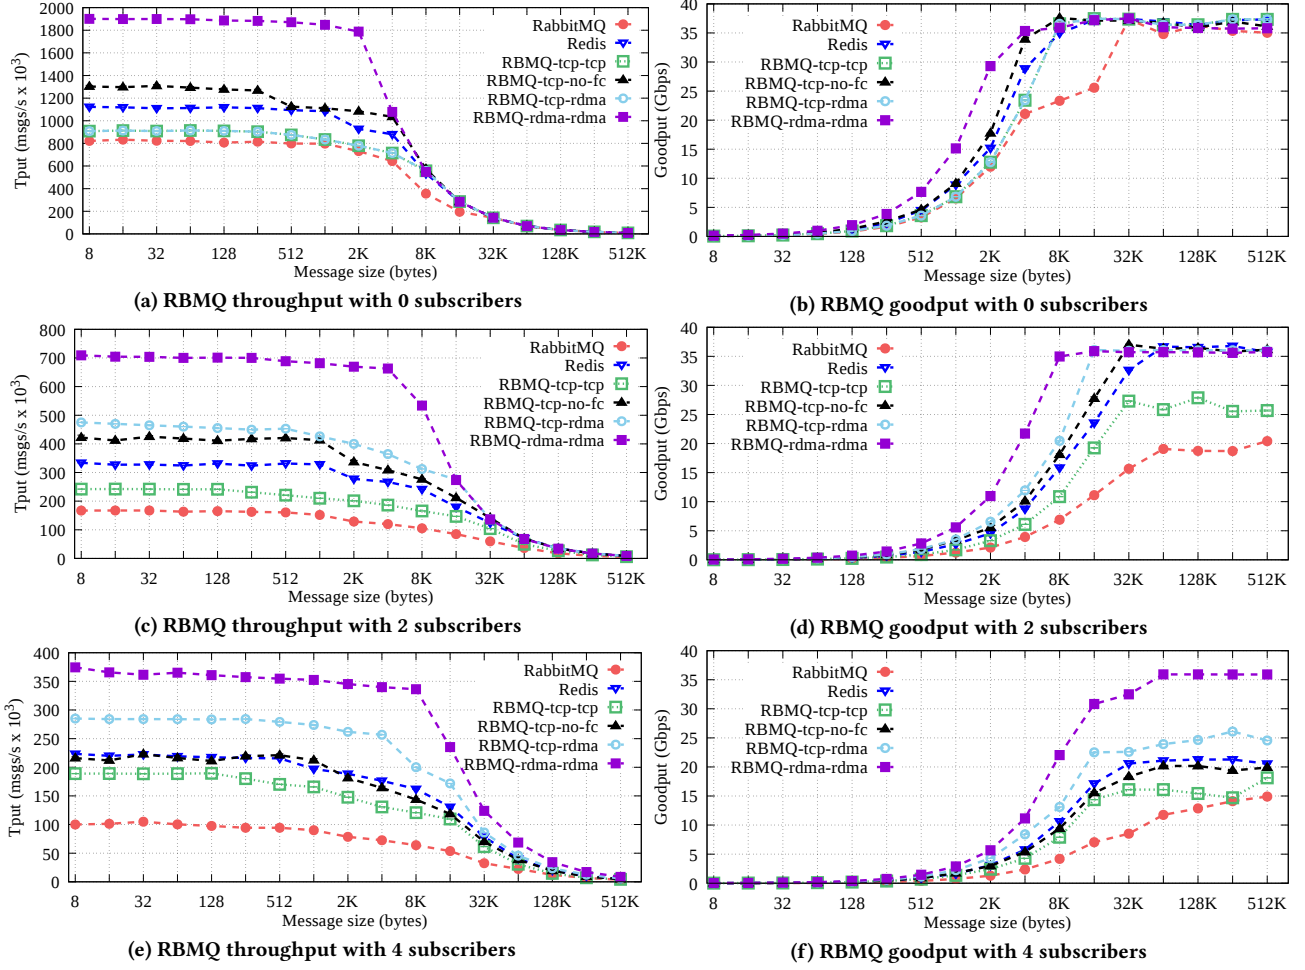 2000
1800
1600
1400
1200
1000
800
600
400
200
0
Tput (msgs/s x 10³)
RabbitMQ
Redis
RBMQ-tcp-tcp
RBMQ-tcp-no-fc
RBMQ-tcp-rdma
RBMQ-rdma-rdma
8 32 128 512 2K 8K 32K 128K 512K
Message size (bytes)
(a) RBMQ throughput with 0 subscribers
40
35
30
25
20
15
10
5
0
Goodput (Gbps)
RabbitMQ
Redis
RBMQ-tcp-tcp
RBMQ-tcp-no-fc
RBMQ-tcp-rdma
RBMQ-rdma-rdma
8 32 128 512 2K 8K 32K 128K 512K
Message size (bytes)
(b) RBMQ goodput with 0 subscribers
800
700
600
500
400
300
200
100
0
Tput (msgs/s x 10³)
RabbitMQ
Redis
RBMQ-tcp-tcp
RBMQ-tcp-no-fc
RBMQ-tcp-rdma
RBMQ-rdma-rdma
8 32 128 512 2K 8K 32K 128K 512K
Message size (bytes)
(c) RBMQ throughput with 2 subscribers
40
35
30
25
20
15
10
5
0
Goodput (Gbps)
RabbitMQ
Redis
RBMQ-tcp-tcp
RBMQ-tcp-no-fc
RBMQ-tcp-rdma
RBMQ-rdma-rdma
8 32 128 512 2K 8K 32K 128K 512K
Message size (bytes)
(d) RBMQ goodput with 2 subscribers
400
350
300
250
200
150
100
50
0
Tput (msgs/s x 10³)
RabbitMQ
Redis
RBMQ-tcp-tcp
RBMQ-tcp-no-fc
RBMQ-tcp-rdma
RBMQ-rdma-rdma
8 32 128 512 2K 8K 32K 128K 512K
Message size (bytes)
(e) RBMQ throughput with 4 subscribers
40
35
30
25
20
15
10
5
0
Goodput (Gbps)
RabbitMQ
Redis
RBMQ-tcp-tcp
RBMQ-tcp-no-fc
RBMQ-tcp-rdma
RBMQ-rdma-rdma
8 32 128 512 2K 8K 32K 128K 512K
Message size (bytes)
(f) RBMQ goodput with 4 subscribers